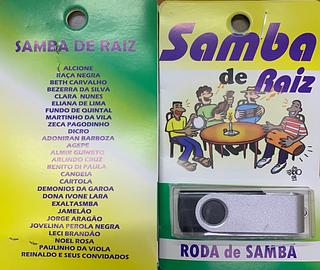 SAMBA DE RAIZ
ALCIONE
RAÇA NEGRA
BETH CARVALHO
BEZERRA DA SILVA
CLARA NUNES
ELIANA DE LIMA
FUNDO DE QUINTAL
MARTINHO DA VILA
ZECA PAGODINHO
DICRO
ADONIRAN BARBOZA
AGEPE
ALMIR GUINETO
ARLINDO CRUZ
BENITO DI PAULA
CANDEIA
CARTOLA
DEMONIOS DA GAROA
DONA IVONE LARA
EXALTASMBA
JAMELÃO
JORGE ARAGÃO
JOVELINA PEROLA NEGRA
LECI BRANDÃO
NOEL ROSA
PAULINHO DA VIOLA
REINALDO E SEUS CONVIDADOS
Samba
de Raiz
RODA de SAMBA